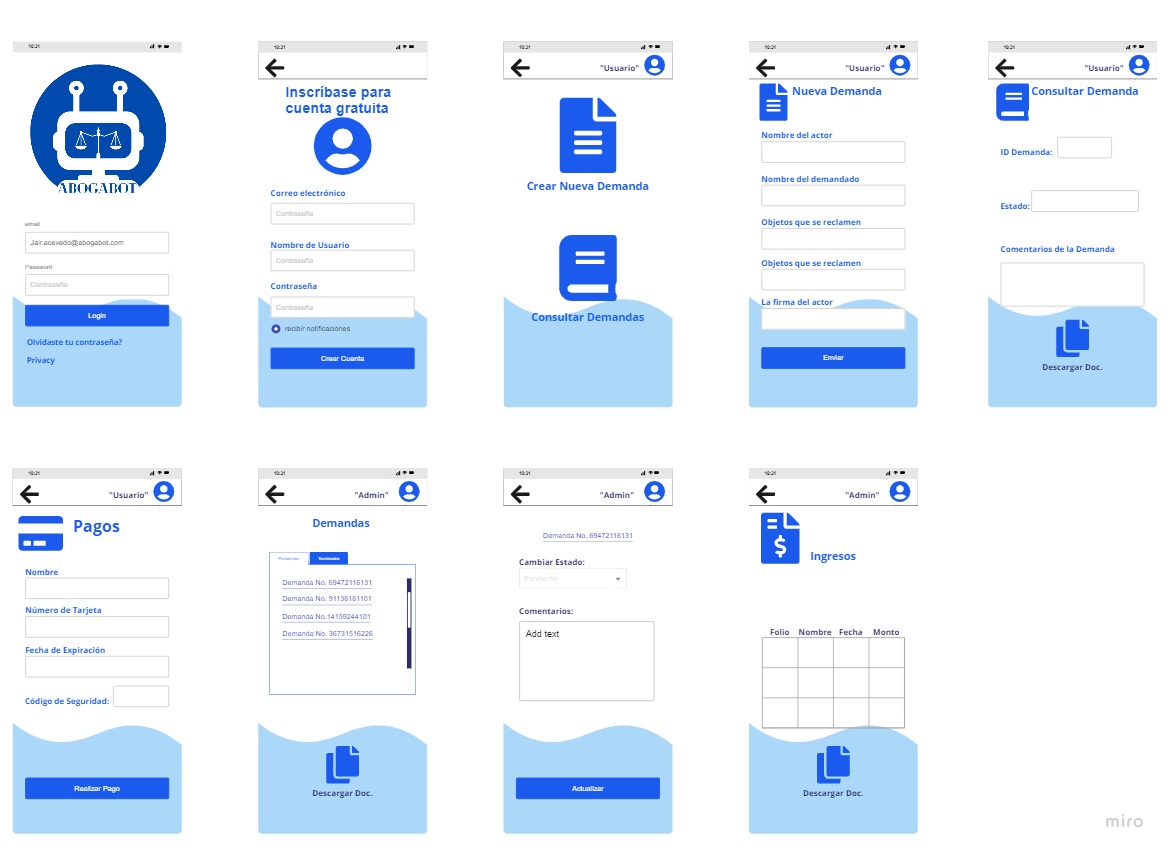 10:21
ABOGABOT
email
Jair.acevedo@abogabot.com
Password
Contraseña
Login
Olvidaste tu contraseña?
Privacy
10:21
Inscríbase para
cuenta gratuita
Correo electrónico
Contraseña
Nombre de Usuario
Contraseña
Contraseña
Contraseña
recibir notificaciones
Crear Cuenta
10:21
"Usuario"
Crear Nueva Demanda
Consultar Demandas
10:21
"Usuario"
Nueva Demanda
Nombre del actor
Nombre del demandado
Objetos que se reclamen
Objetos que se reclamen
La firma del actor
Enviar
10:21
"Usuario"
Consultar Demanda
ID Demanda:
Estado:
Comentarios de la Demanda
Descargar Doc.
10:21
"Usuario"
Pagos
Nombre
Número de Tarjeta
Fecha de Expiración
Código de Seguridad:
Realizar Pago
10:21
"Admin"
Demandas
Pendientes Terminados
Demanda No. 69472116131
Demanda No. 91136161101
Demanda No.14159244101
Demanda No. 36731516226
Descargar Doc.
10:21
"Admin"
Demanda No. 69472116131
Cambiar Estado:
Pendiente
Comentarios:
Add text
Actualizar
10:21
"Admin"
$
Ingresos
Folio Nombre Fecha Monto
Descargar Doc.
miro